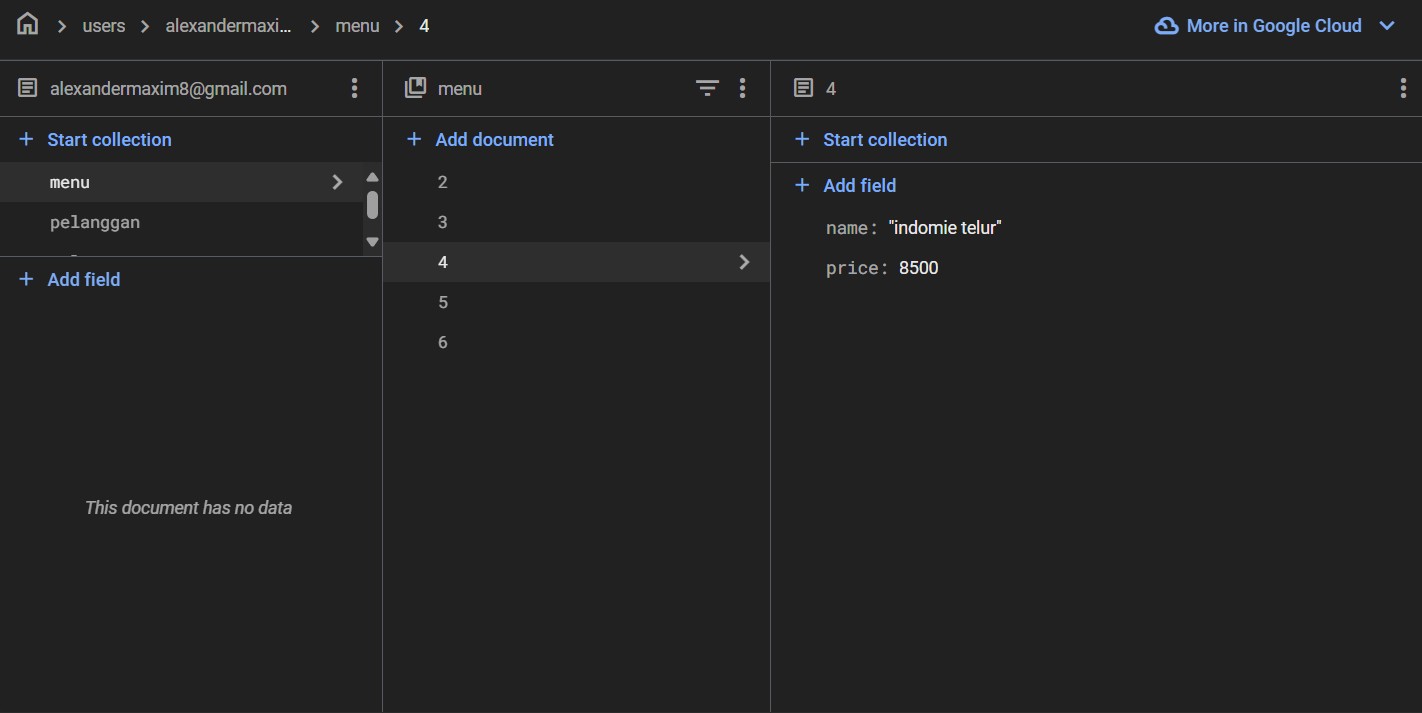 users alexandermaxi... menu 4
More in Google Cloud
alexandermaxim8@gmail.com
Start collection
menu
pelanggan
Add field
This document has no data
menu
Add document
2
3
4
5
6
4
Start collection
Add field
name: "indomie telur"
price: 8500